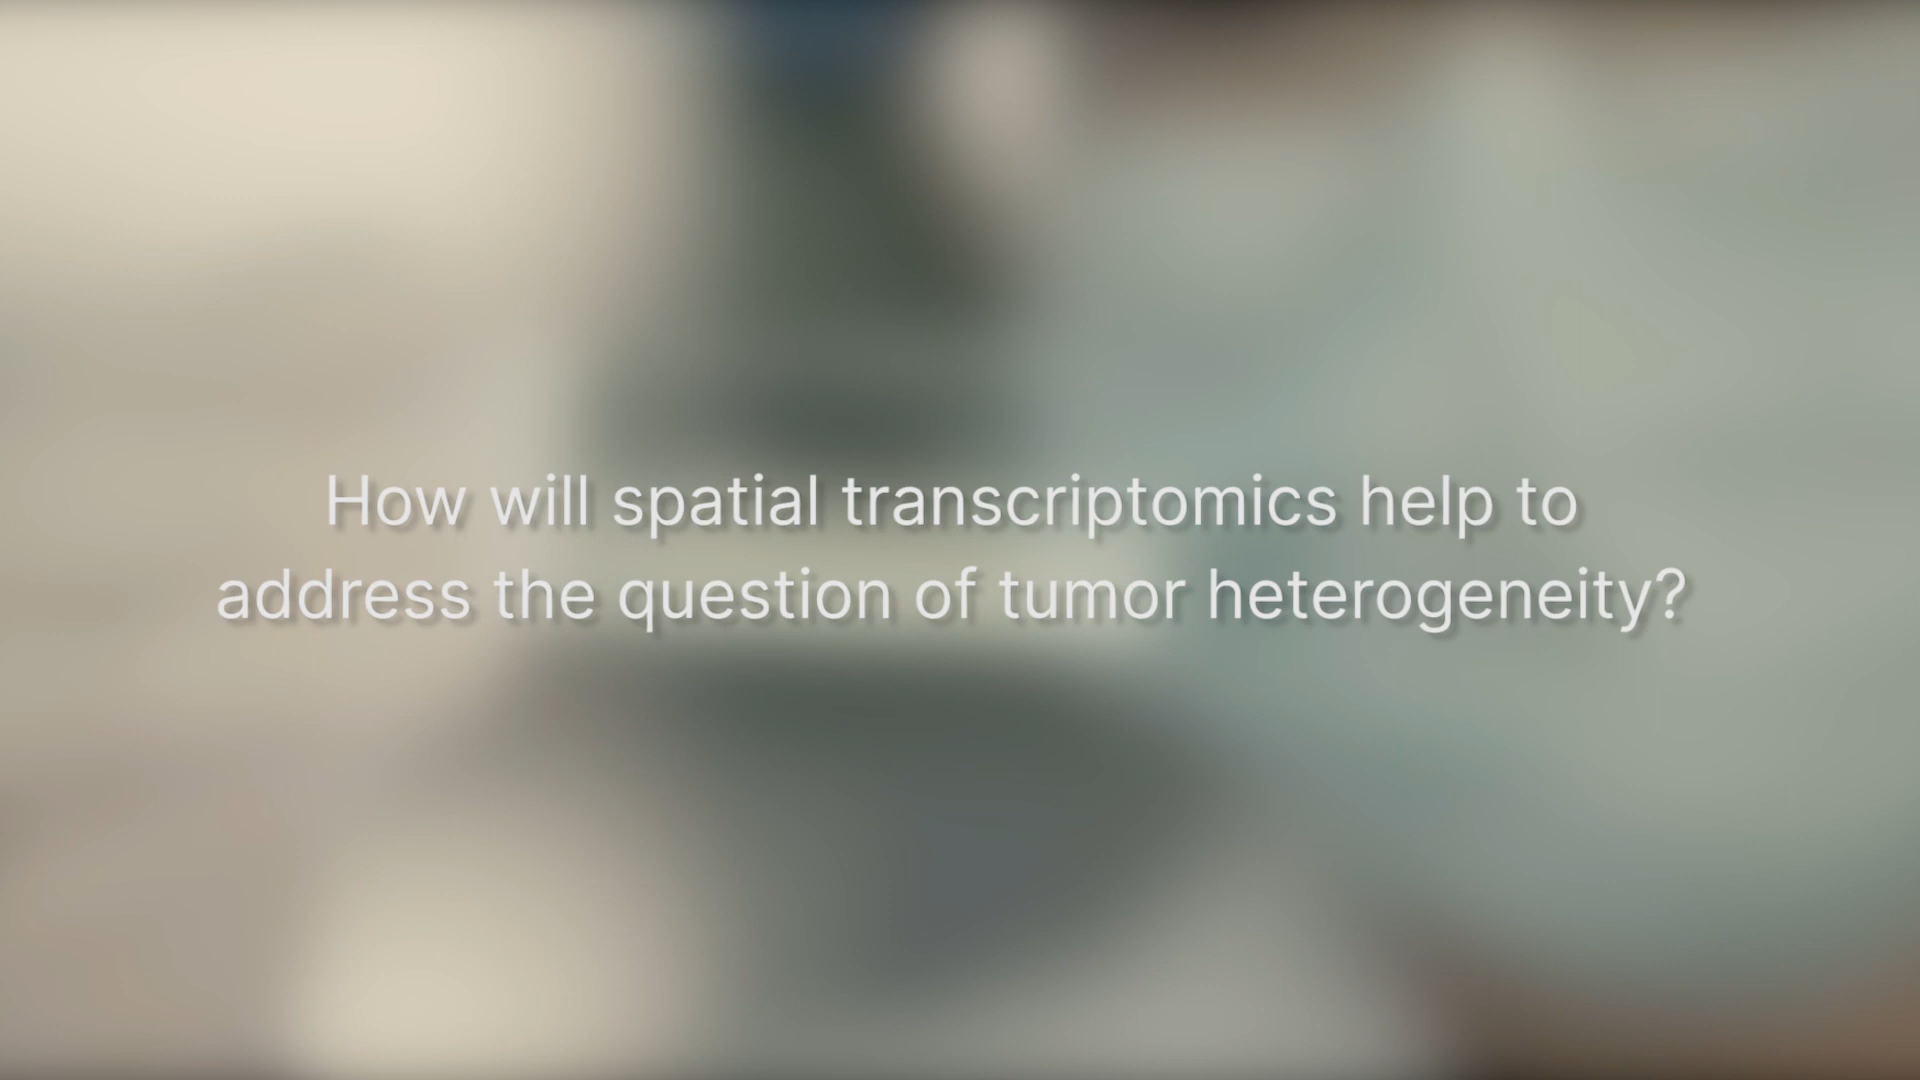 How will spatial transcriptomics help to
address the question of tumor heterogeneity?